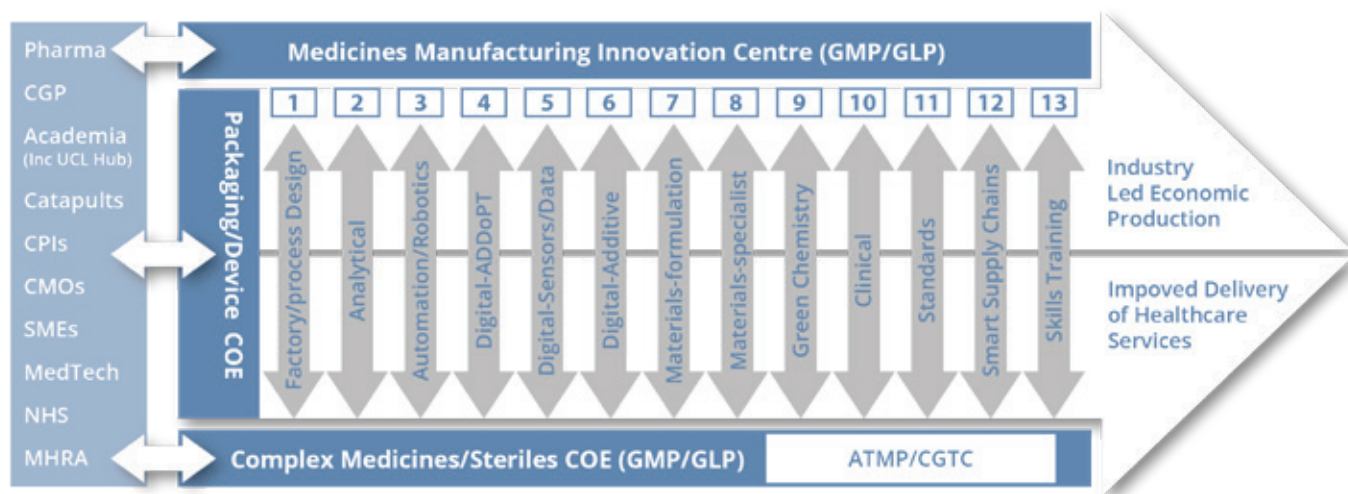 Pharma
CGP
Academia
(Inc UCL Hub)
Catapults
CPIs
CMOs
SMEs
MedTech
NHS
MHRA
Medicines Manufacturing Innovation Centre (GMP/GLP)
Packaging/Device COE
1 2 3 4 5 6 7 8 9 10 11 12 13
Factory/process Design
Analytical
Automation/Robotics
Digital-ADDoPT
Digital-Sensors/Data
Digital-Additive
Materials-formulation
Materials-specialist
Green Chemistry
Clinical
Standards
Smart Supply Chains
Skills Training
Industry
Led Economic
Production
Impoved Delivery
of Healthcare
Services
Complex Medicines/Steriles COE (GMP/GLP)
ATMP/CGTC